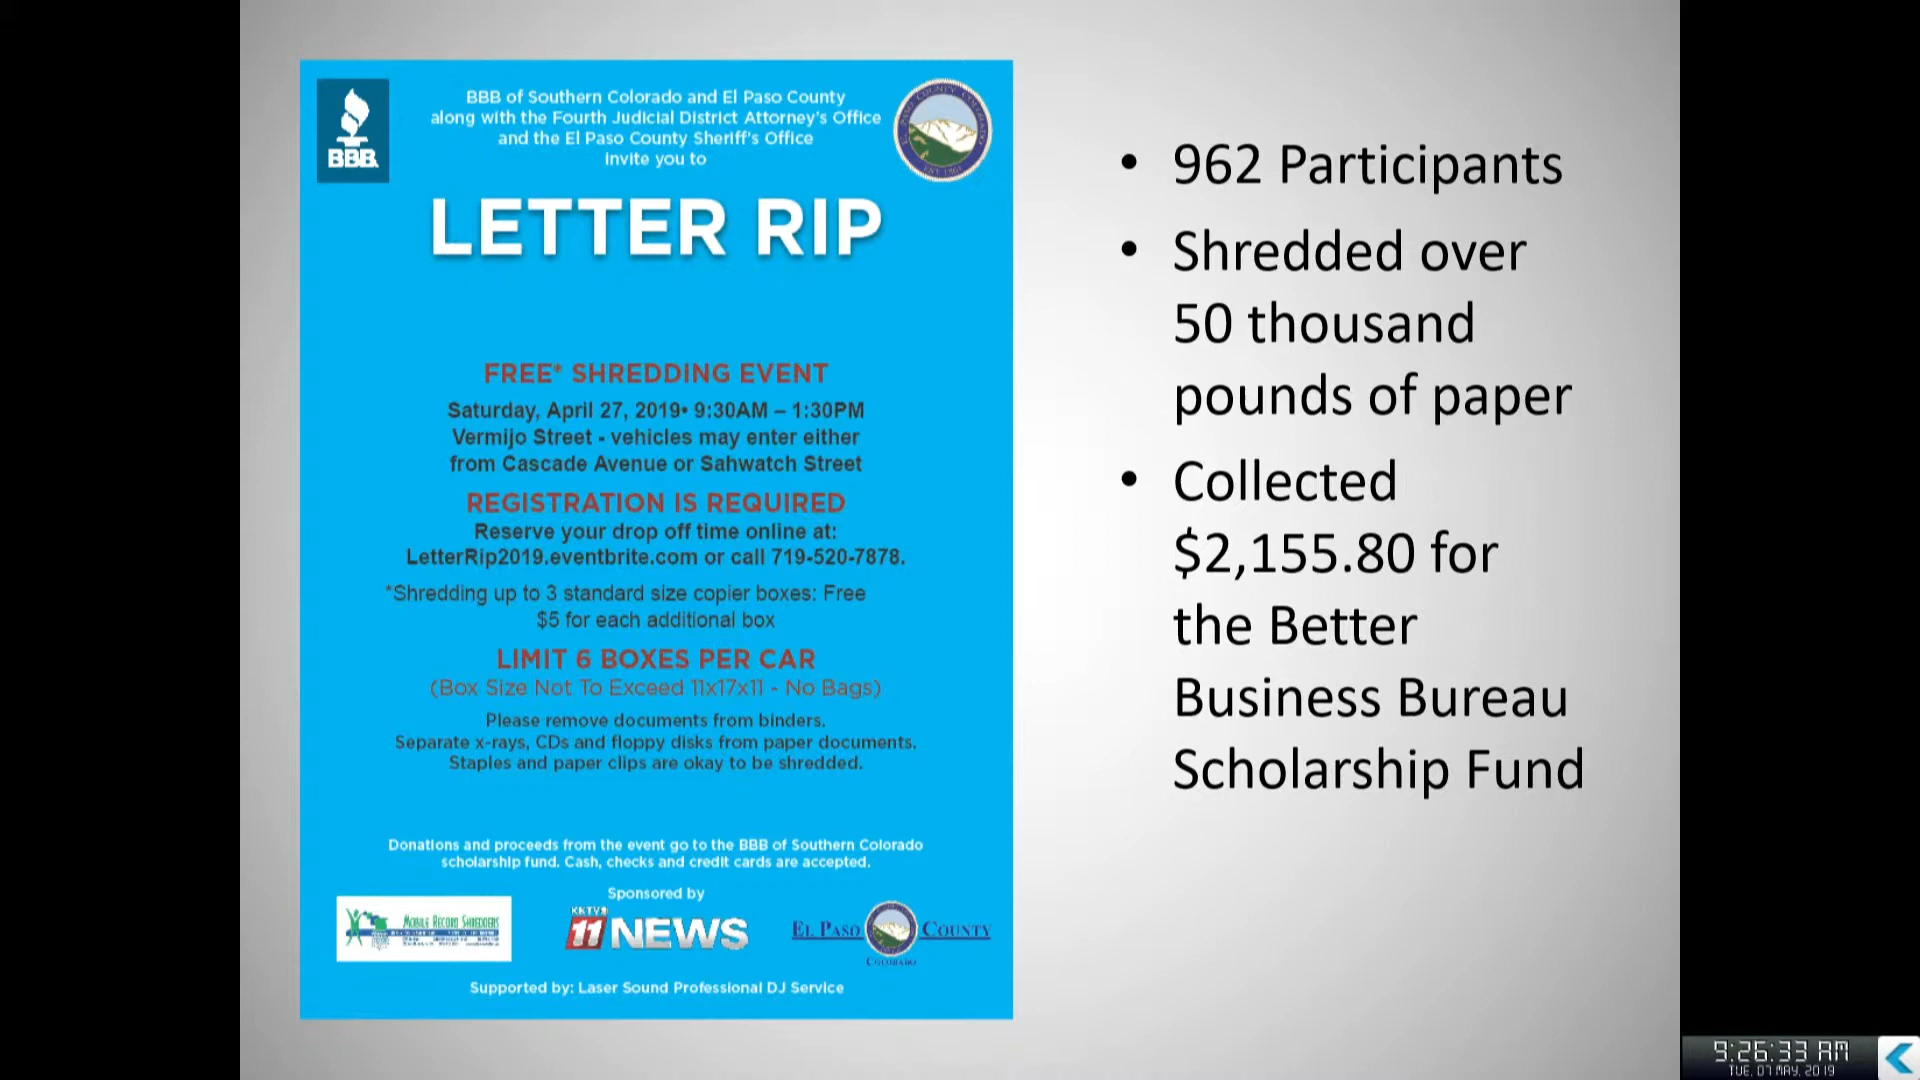 BBB of Southern Colorado and El Paso County
along with the Fourth Judicial District Attorney's Office
and the El Paso County Sheriff's Office
invite you to
BBB
LETTER RIP
FREE* SHREDDING EVENT
Saturday, April 27, 2019• 9:30AM – 1:30PM
Vermijo Street - vehicles may enter either
from Cascade Avenue or Sahwatch Street
REGISTRATION IS REQUIRED
Reserve your drop off time online at:
LetterRip2019.eventbrite.com or call 719-520-7878.
*Shredding up to 3 standard size copier boxes: Free
$5 for each additional box
LIMIT 6 BOXES PER CAR
(Box Size Not To Exceed 11x17x11 - No Bags)
Please remove documents from binders.
Separate x-rays, CDs and floppy disks from paper documents.
Staples and paper clips are okay to be shredded.
Donations and proceeds from the event go to the BBB of Southern Colorado
scholarship fund. Cash, checks and credit cards are accepted.
Sponsored by
MOBILE RECORD SHREDDERS
KKTV
11 NEWS
EL PASO COUNTY
COLORADO
Supported by: Laser Sound Professional DJ Service
• 962 Participants
• Shredded over
50 thousand
pounds of paper
• Collected
$2,155.80 for
the Better
Business Bureau
Scholarship Fund
9:26:33 AM
TUE, 07 MAY, 2019